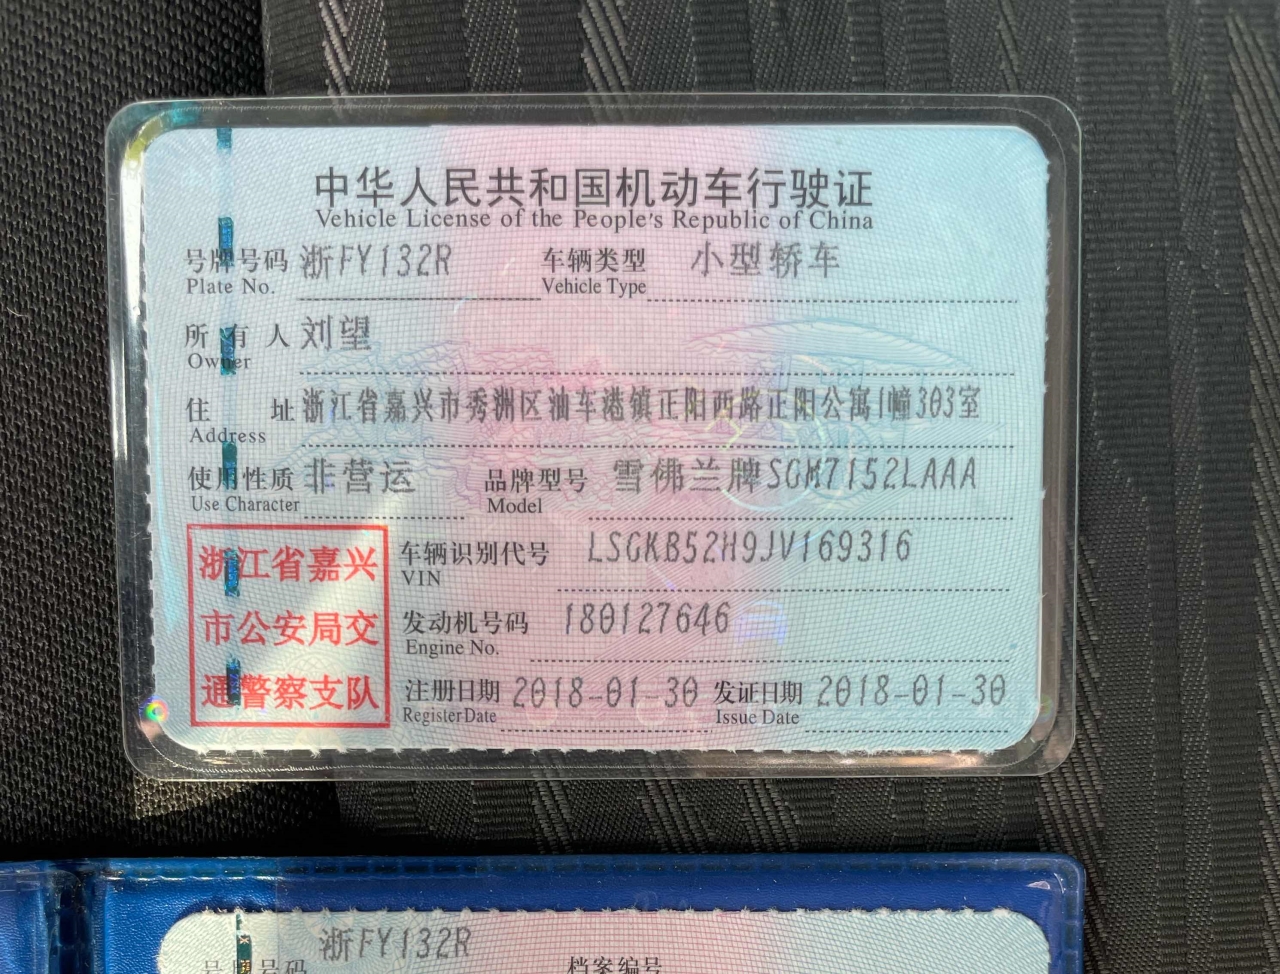 中华人民共和国机动车行驶证
Vehicle License of the People's Republic of China
号牌号码 浙FY132R 车辆类型 小型轿车
Plate No. Vehicle Type
所有人 刘望
Owner
住址 浙江省嘉兴市秀洲区油车港镇正阳西路正阳公寓1幢303室
Address
使用性质 非营运 品牌型号 雪佛兰牌SGM7152LAAA
Use Character Model
浙江省嘉兴
市公安局交
通警察支队
车辆识别代号 LSGKB52H9JV169316
VIN
发动机号码 180127646
Engine No.
注册日期 2018-01-30 发证日期 2018-01-30
Register Date Issue Date
浙FY132R
号牌号码 档案编号